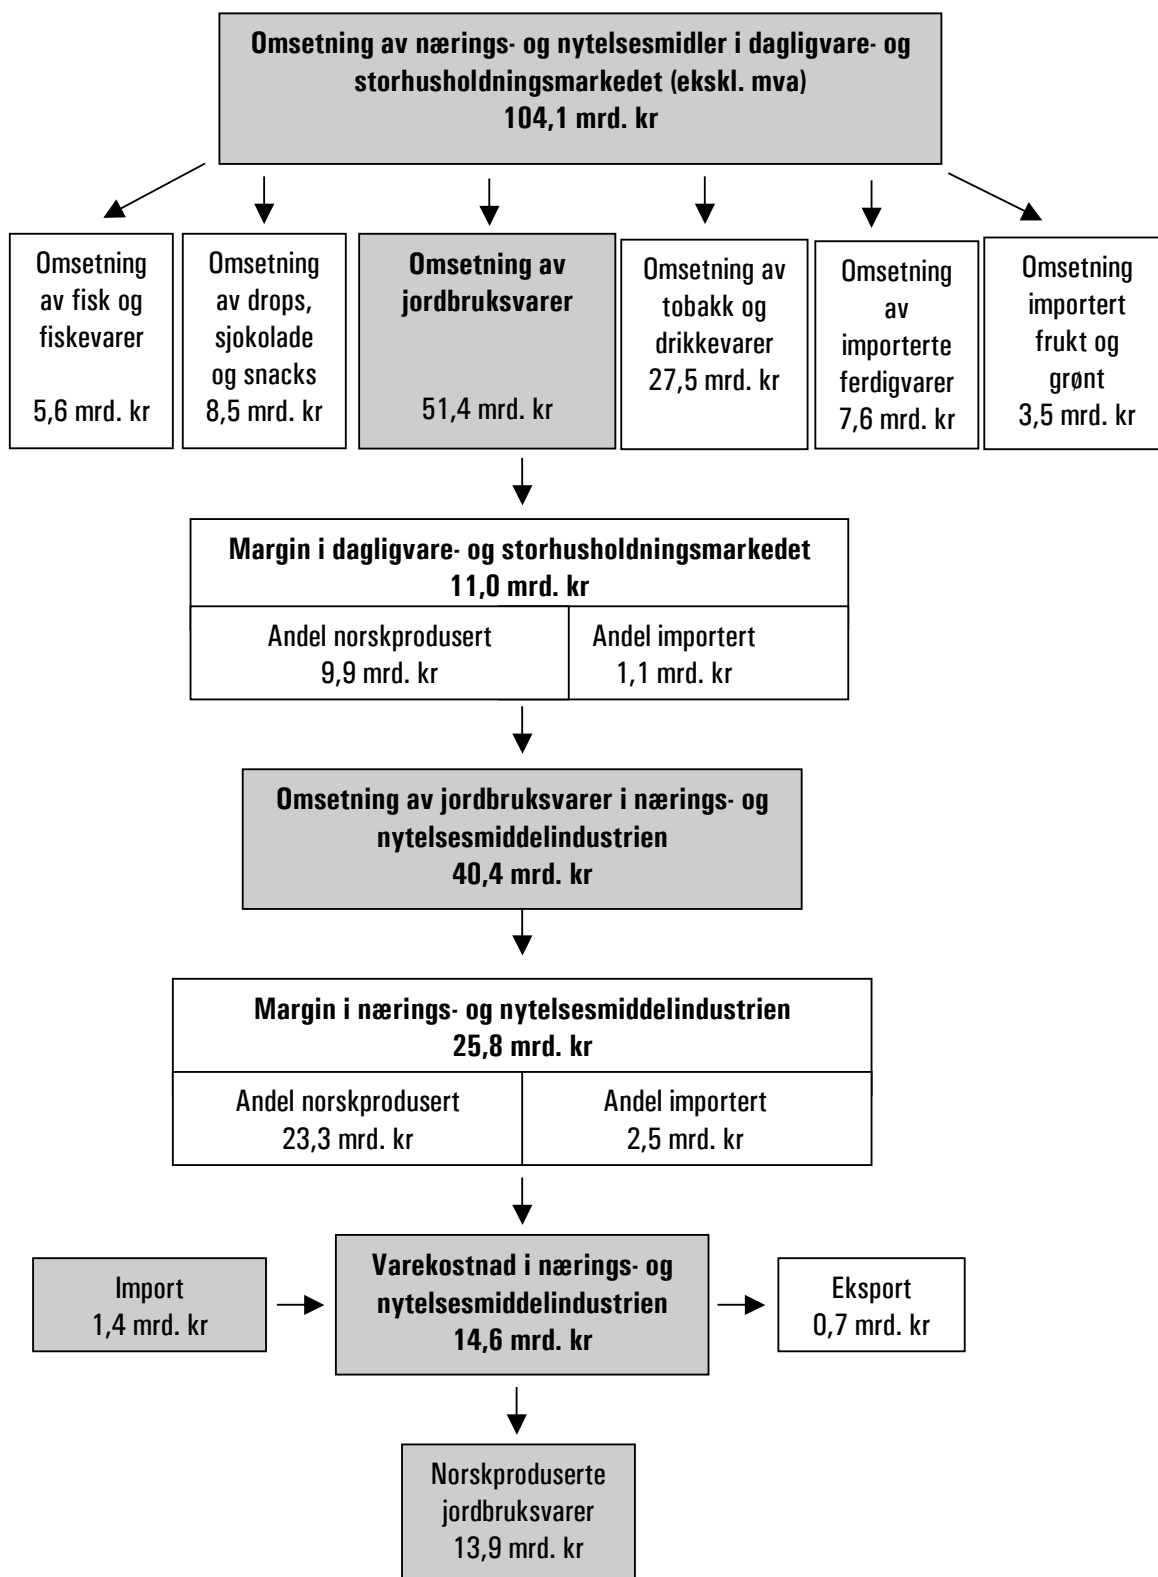 Omsetning av nærings- og nytelsesmidler i dagligvare- og
storhusholdningsmarkedet (ekskl. mva)
104,1 mrd. kr
Omsetning
av fisk og
fiskevarer
5,6 mrd. kr
Omsetning
av drops,
sjokolade
og snacks
8,5 mrd. kr
Omsetning av
jordbruksvarer
51,4 mrd. kr
Omsetning av
tobakk og
drikkevarer
27,5 mrd. kr
Omsetning
av
importerte
ferdigvarer
7,6 mrd. kr
Omsetning
importert
frukt og
grønt
3,5 mrd. kr
Margin i dagligvare- og storhusholdningsmarkedet
11,0 mrd. kr
Andel norskprodusert
9,9 mrd. kr
Andel importert
1,1 mrd. kr
Omsetning av jordbruksvarer i nærings- og
nytelsesmiddelindustrien
40,4 mrd. kr
Margin i nærings- og nytelsesmiddelindustrien
25,8 mrd. kr
Andel norskprodusert
23,3 mrd. kr
Andel importert
2,5 mrd. kr
Import
1,4 mrd. kr
Varekostnad i nærings- og
nytelsesmiddelindustrien
14,6 mrd. kr
Eksport
0,7 mrd. kr
Norskproduserte
jordbruksvarer
13,9 mrd. kr